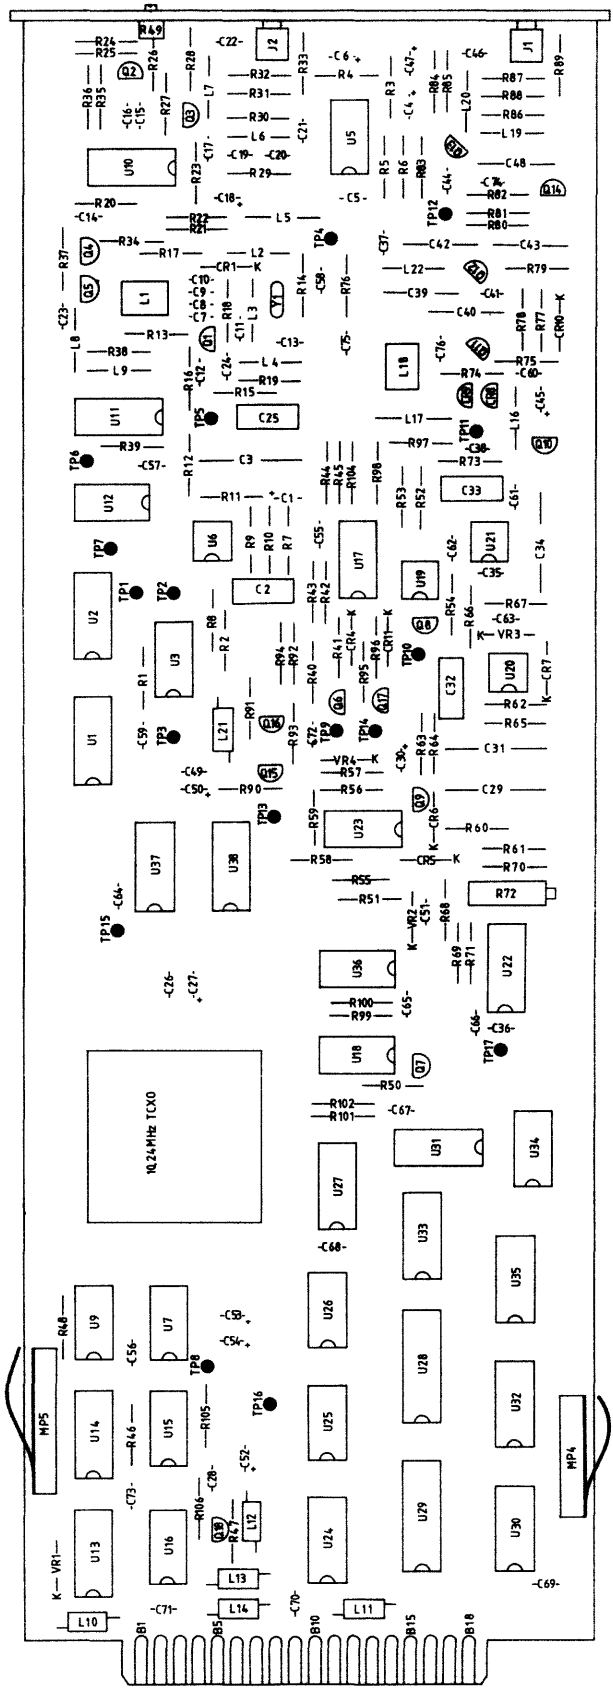 R49
R24
R25
R26
R28
-C22-
J2
R33
-C6-
-C47-
-C46-
J1
R89
Q2
R36
R35
R27
L7
R32
R31
R4
R3
-C4-
R84
R85
L20
R87
R88
R86
L19
-C16-
-C15-
Q3
R30
L6
-C21-
U5
U10
R23
-C17-
-C19-
-C20-
R29
R5
R6
R83
C48
-C44-
-C74-
R82
Q14
R20
-C14-
-C18-
-C5-
TP12
R81
R80
R22
R21
L5
R37
R34
Q4
R17
L2
TP4
C37
C42
C43
CR1 K
-C10-
-C9-
-C8-
-C7-
R14
-C58-
R76
L22
R79
Q5
L1
R18
L3
Y1
C39
-C41-
C40
R78
R77
CR10 K
-C23-
L8
R13
Q1
-C11-
-C13-
-C75-
-C76-
R38
L9
R16
-C12-
-C24-
L4
R19
R15
L18
R75
R74
-C60-
U11
TP5
C25
L17
L16
-C45-
TP11
R97
-C38-
Q10
R39
TP6
-C57-
R12
C3
R44
R45
R104
R98
R73
R53
R52
C33
-C61-
U12
R11
-C1-
TP7
U6
R9
R10
R7
-C55-
U17
-C62-
U21
C34
-C35-
U2
TP1
TP2
C2
R43
R42
U19
R54
R66
R67
-C63-
K VR3
U3
R8
R2
R94
R92
R41
CR4 K
R96
CR11 K
Q8
TP10
R1
R40
R95
C32
U20
CR7
K
R62
U1
-C59-
TP3
L21
R91
Q16
R93
Q6
Q17
-C72-
TP9
TP14
R63
R64
R65
VR4 K
-C30-
C31
-C49-
-C50-
Q15
R90
R57
R56
Q9
C29
TP13
R59
U23
CR6
K
R60
U37
U38
R58
CR5 K
R61
R70
R55
R51
R72
-C64-
TP15
VR2
K
-C51-
R68
U36
R69
R71
U22
-C26-
-C27-
R100
R99
-C65-
-C66-
-C36-
U18
Q7
TP17
10,24MHz TCXO
R50
R102
R101
-C67-
U31
U34
U27
U33
-C68-
U35
U9
U7
R48
-C53-
-C54-
U26
-C56-
TP8
U28
MP5
U14
R46
U15
R105
TP16
U25
U32
MP4
-C73-
-C28-
-C52-
R106
U13
U16
Q18
R47
L12
U24
U29
U30
K VR1
L13
-C69-
L10
-C71-
L14
-C70-
L11
B1
B5
B10
B15
B18